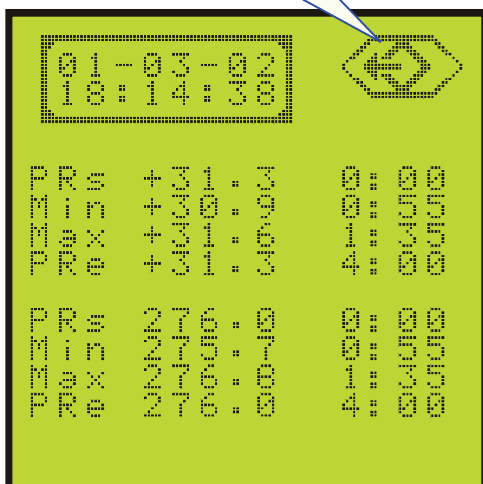 01-03-02
18:14:38
PRs +31.3 0:00
Min +30.9 0:55
Max +31.6 1:35
PRe +31.3 4:00
PRs 276.0 0:00
Min 275.7 0:55
Max 276.8 1:35
PRe 276.0 4:00